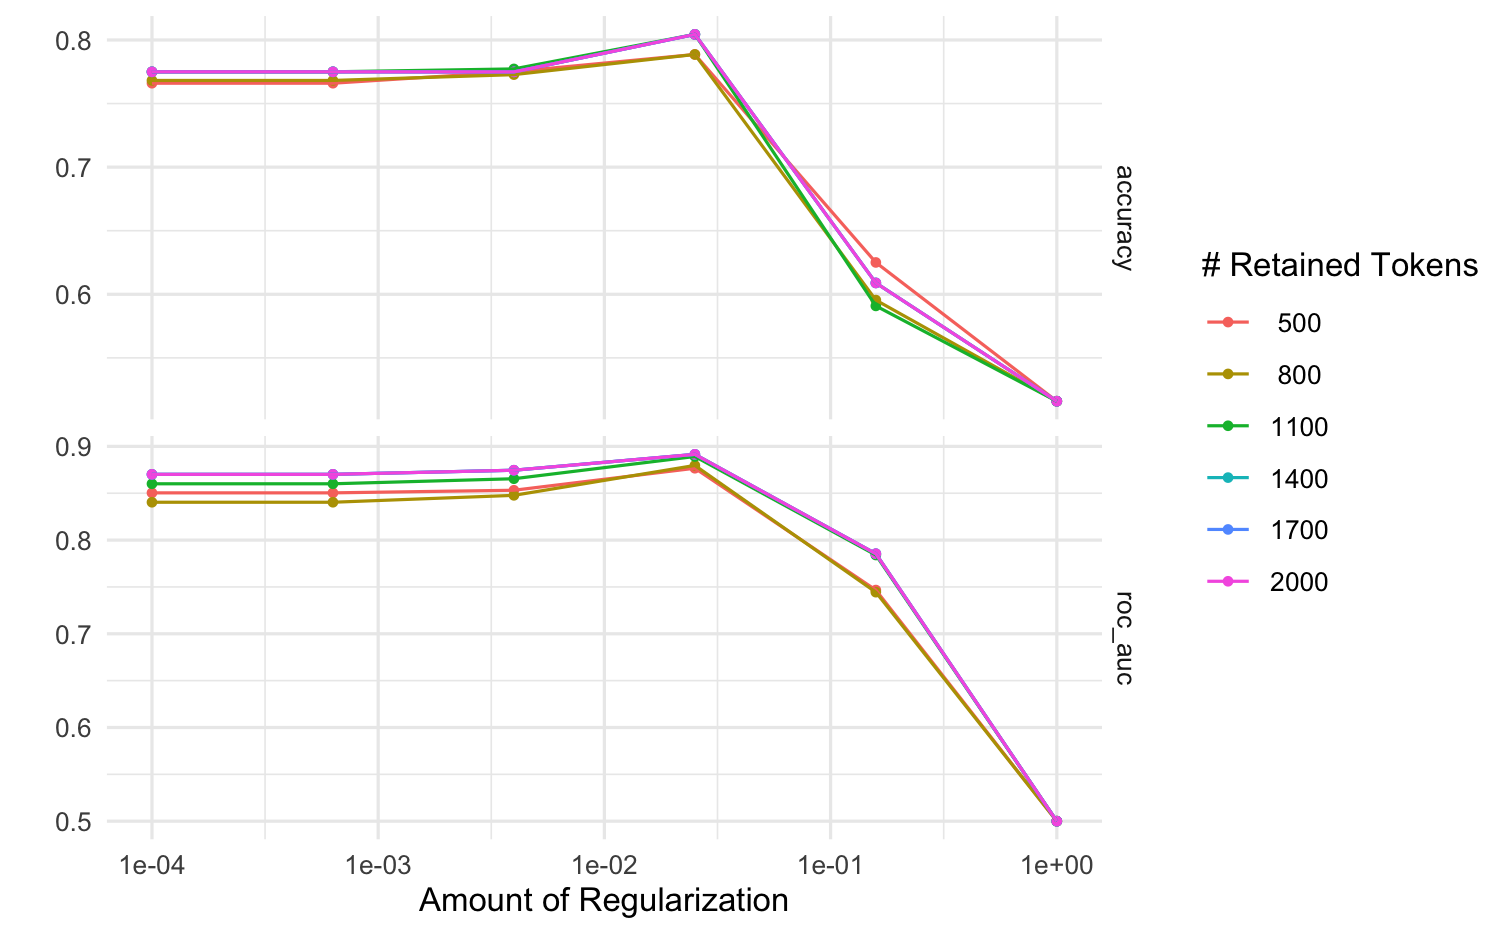 0.8
0.7
0.6
accuracy
0.9
0.8
0.7
0.6
0.5
roc_auc
1e-04 1e-03 1e-02 1e-01 1e+00
Amount of Regularization
# Retained Tokens
500
800
1100
1400
1700
2000